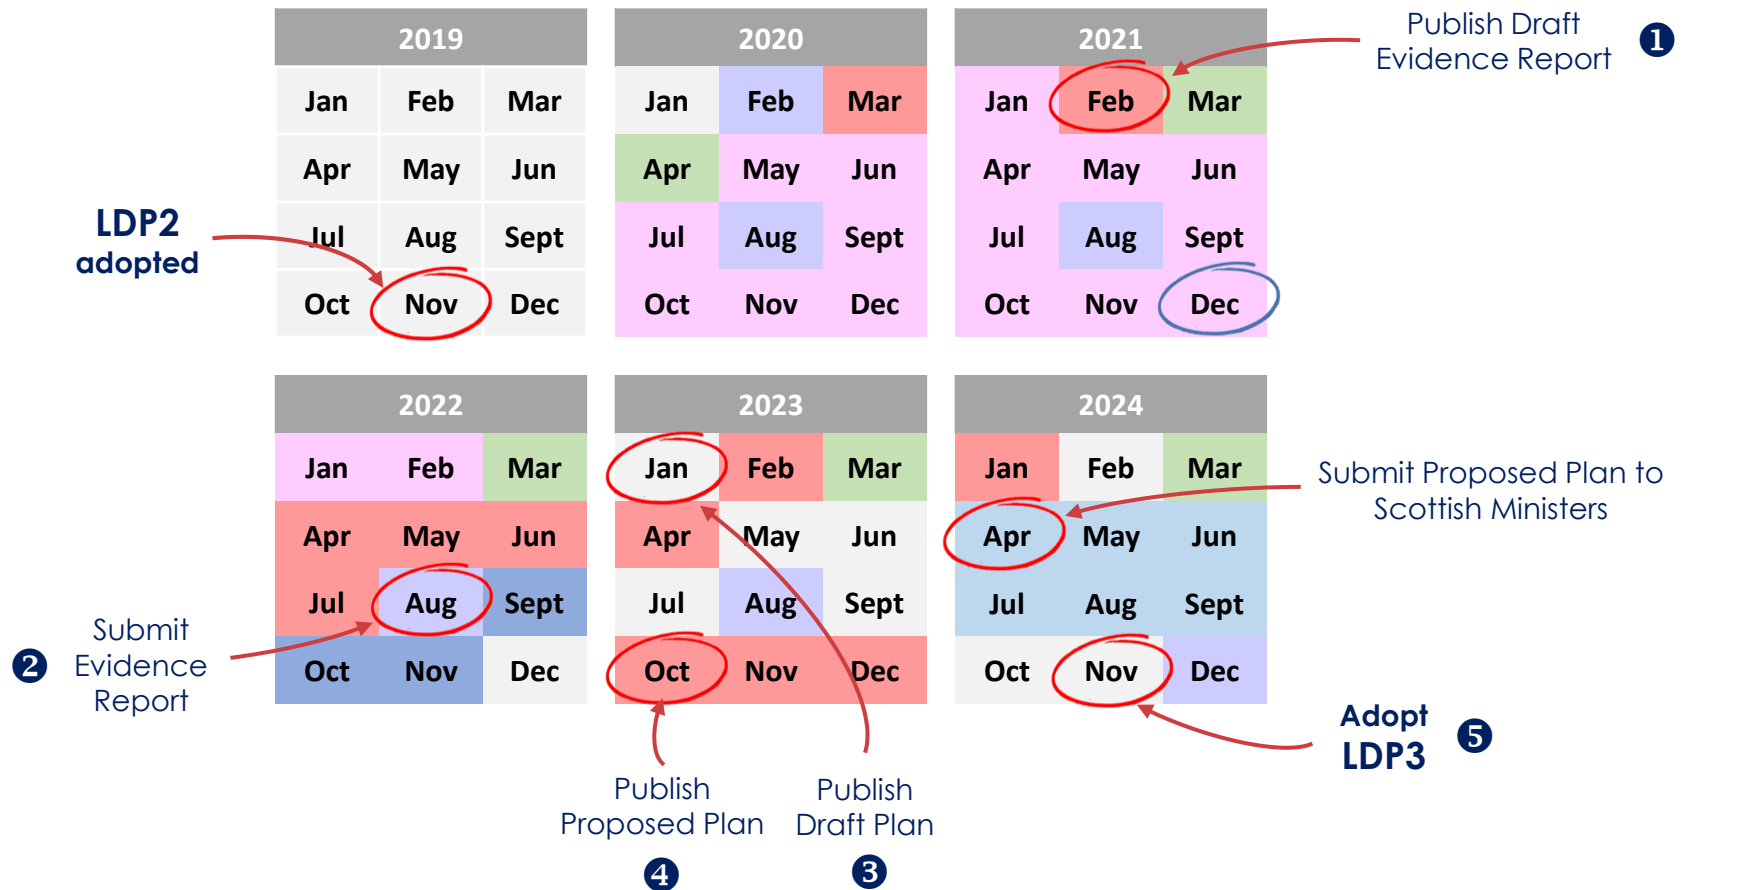 2019
Jan Feb Mar
Apr May Jun
Jul Aug Sept
Oct Nov Dec
2020
Jan Feb Mar
Apr May Jun
Jul Aug Sept
Oct Nov Dec
2021
Jan Feb Mar
Apr May Jun
Jul Aug Sept
Oct Nov Dec
Publish Draft
Evidence Report
❶
LDP2
adopted
2022
Jan Feb Mar
Apr May Jun
Jul Aug Sept
Oct Nov Dec
2023
Jan Feb Mar
Apr May Jun
Jul Aug Sept
Oct Nov Dec
2024
Jan Feb Mar
Apr May Jun
Jul Aug Sept
Oct Nov Dec
Submit Proposed Plan to
Scottish Ministers
❷
Submit
Evidence
Report
Publish
Proposed Plan
❹
Publish
Draft Plan
❸
Adopt
LDP3
❺